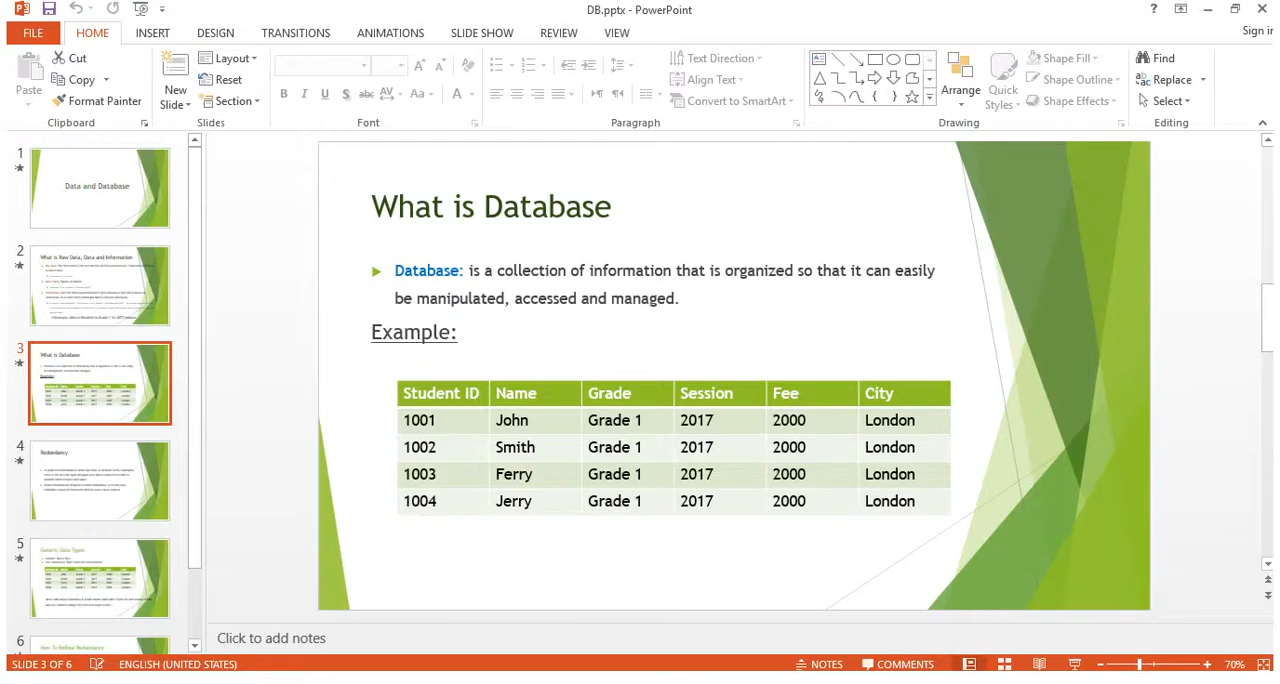 DB.pptx - PowerPoint
?
Sign in
FILE HOME INSERT DESIGN TRANSITIONS ANIMATIONS SLIDE SHOW REVIEW VIEW
Paste
Cut
Copy
Format Painter
Clipboard
New
Slide
Layout
Reset
Section
Slides
B I U S abc AV Aa A
Font
Text Direction
Align Text
Convert to SmartArt
Paragraph
Arrange
Quick
Styles
Shape Fill
Shape Outline
Shape Effects
Drawing
Find
Replace
Select
Editing
1
Data and Database
2
What is Raw Data, Data and Information
3
What is Database
4
Redundancy
5
Generic Data Types
6
How To Reduce Redundancy
What is Database
Database: is a collection of information that is organized so that it can easily
be manipulated, accessed and managed.
Example:
Student ID Name Grade Session Fee City
1001 John Grade 1 2017 2000 London
1002 Smith Grade 1 2017 2000 London
1003 Ferry Grade 1 2017 2000 London
1004 Jerry Grade 1 2017 2000 London
Click to add notes
SLIDE 3 OF 6 ENGLISH (UNITED STATES) NOTES COMMENTS 70%